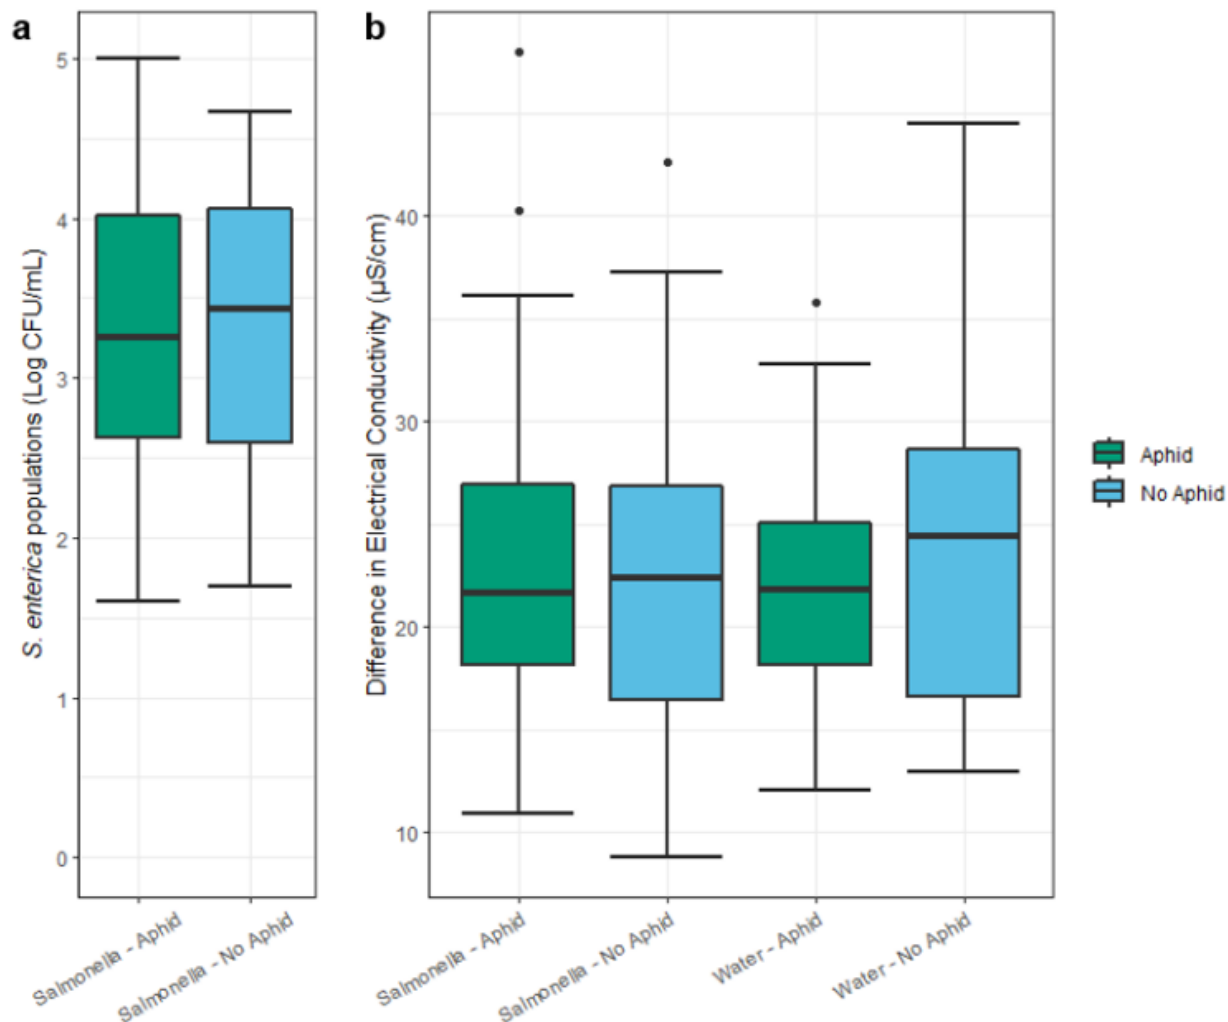 a
b
S. enterica populations (Log CFU/mL)
5
4
3
2
1
0
Salmonella - Aphid
Salmonella - No Aphid
Difference in Electrical Conductivity (µS/cm)
40
30
20
10
Salmonella - Aphid
Salmonella - No Aphid
Water - Aphid
Water - No Aphid
Aphid
No Aphid